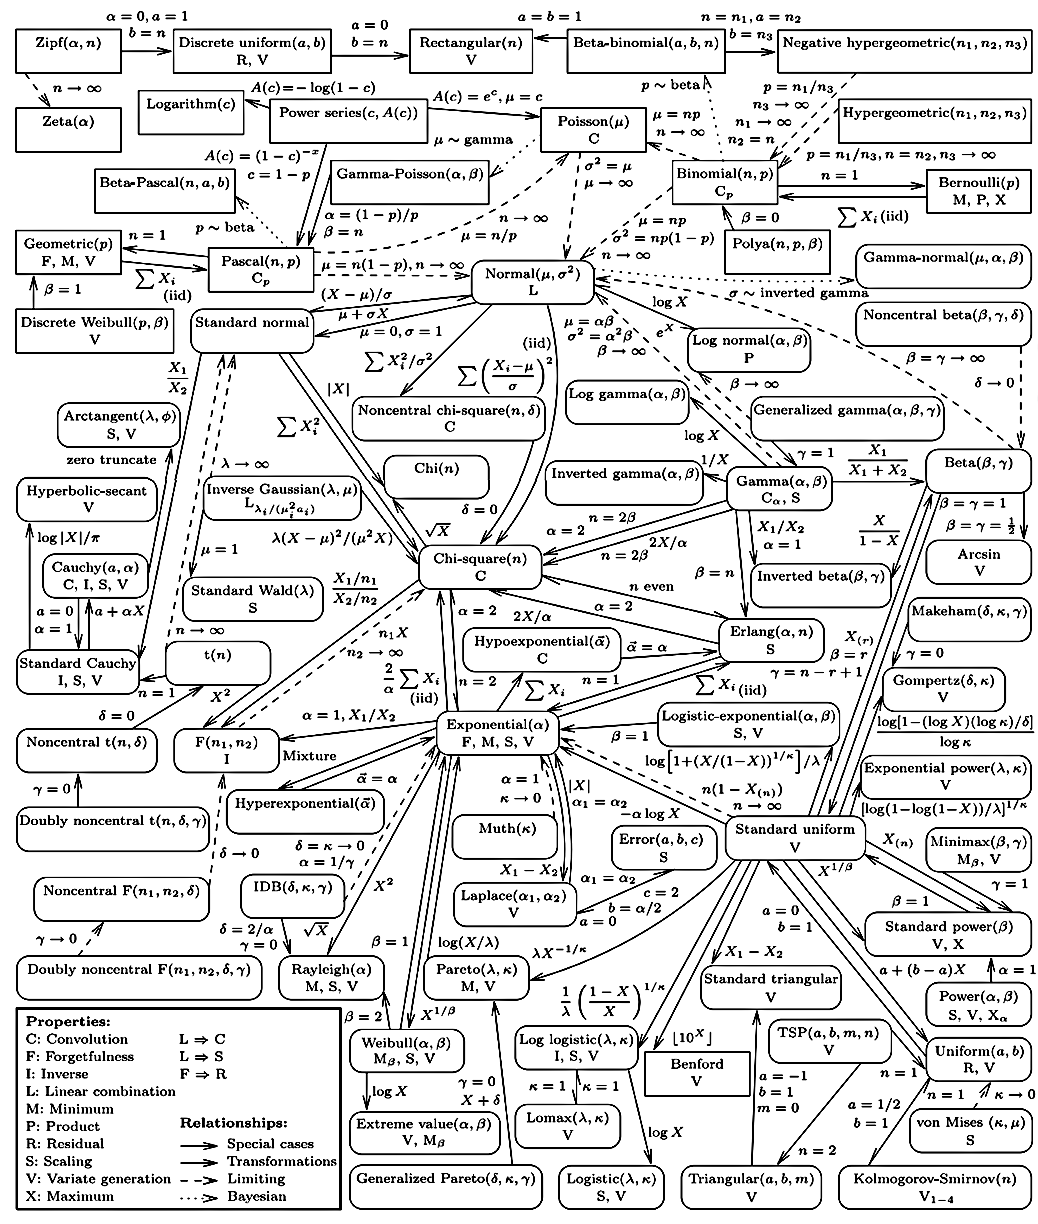 α = 0, a = 1
b = n
Zipf(α, n)
Discrete uniform(a, b)
R, V
a = 0
b = n
Rectangular(n)
V
a = b = 1
Beta-binomial(a, b, n)
n = n₁, a = n₂
b = n₃
Negative hypergeometric(n₁, n₂, n₃)
n → ∞
Zeta(α)
Logarithm(c)
A(c) = −log(1 − c)
Power series(c, A(c))
A(c) = eᶜ, μ = c
Poisson(μ)
C
p ∼ beta
p = n₁/n₃
n₃ → ∞
n₁ → ∞
n₂ = n
Hypergeometric(n₁, n₂, n₃)
μ = np
n → ∞
μ ∼ gamma
A(c) = (1 − c)⁻ˣ
c = 1 − p
Beta-Pascal(n, a, b)
Gamma-Poisson(α, β)
σ² = μ
μ → ∞
Binomial(n, p)
Cₚ
p = n₁/n₃, n = n₂, n₃ → ∞
n = 1
Bernoulli(p)
M, P, X
∑ Xᵢ (iid)
p ∼ beta
α = (1 − p)/p
β = n
n → ∞
μ = n/p
μ = np
σ² = np(1 − p)
n → ∞
β = 0
Polya(n, p, β)
Geometric(p)
F, M, V
n = 1
∑ Xᵢ
(iid)
Pascal(n, p)
Cₚ
μ = n(1 − p), n → ∞
Normal(μ, σ²)
L
Gamma-normal(μ, α, β)
σ ∼ inverted gamma
β = 1
Discrete Weibull(p, β)
V
Standard normal
(X − μ)/σ
μ + σX
μ = 0, σ = 1
∑ Xᵢ²/σ²
(iid)
∑ ((Xᵢ − μ)/σ)²
μ = αβ
σ² = α²β
β → ∞
log X
eˣ
Log normal(α, β)
P
Noncentral beta(β, γ, δ)
β = γ → ∞
δ → 0
X₁/X₂
|X|
∑ Xᵢ²
Arctangent(λ, φ)
S, V
zero truncate
Noncentral chi-square(n, δ)
C
Log gamma(α, β)
β → ∞
Generalized gamma(α, β, γ)
log X
γ = 1
X₁/(X₁ + X₂)
Beta(β, γ)
λ → ∞
Chi(n)
Inverted gamma(α, β)
1/X
Gamma(α, β)
Cα, S
Hyperbolic-secant
V
Inverse Gaussian(λ, μ)
L λᵢ/(μᵢ²aᵢ)
δ = 0
√X
n = 2β
α = 2
2X/α
n = 2β
X₁/X₂
α = 1
X/(1 − X)
β = γ = 1
β = γ = ½
Arcsin
V
log |X|/π
μ = 1
λ(X − μ)²/(μ²X)
Cauchy(a, α)
C, I, S, V
Standard Wald(λ)
S
Chi-square(n)
C
β = n
Inverted beta(β, γ)
X₁/n₁
X₂/n₂
n even
a = 0
α = 1
a + αX
n → ∞
n₁X
n₂ → ∞
α = 2
2X/α
α = 2
Hypoexponential(α⃗)
C
α⃗ = α
Erlang(α, n)
S
X₍ᵣ₎
β = r
γ = n − r + 1
Makeham(δ, κ, γ)
γ = 0
Standard Cauchy
I, S, V
n = 1
t(n)
X²
2/α ∑ Xᵢ
(iid)
n = 2
∑ Xᵢ
n = 1
∑ Xᵢ (iid)
Gompertz(δ, κ)
V
log[1−(log X)(log κ)/δ]
log κ
δ = 0
Noncentral t(n, δ)
F(n₁, n₂)
I
α = 1, X₁/X₂
Mixture
Exponential(α)
F, M, S, V
β = 1
Logistic-exponential(α, β)
S, V
log[1+(X/(1−X))^1/κ]/λ
Exponential power(λ, κ)
V
[log(1−log(1−X))/λ]^1/κ
γ = 0
Doubly noncentral t(n, δ, γ)
α⃗ = α
Hyperexponential(α⃗)
α = 1
κ → 0
Muth(κ)
|X|
α₁ = α₂
n(1 − X₍ₙ₎)
n → ∞
−α log X
Standard uniform
V
X₍ₙ₎
Minimax(β, γ)
Mβ, V
δ → 0
δ = κ → 0
α = 1/γ
X₁ − X₂
Error(a, b, c)
S
X^1/β
γ = 1
Noncentral F(n₁, n₂, δ)
IDB(δ, κ, γ)
X²
Laplace(α₁, α₂)
V
α₁ = α₂
c = 2
b = α/2
a = 0
β = 1
Standard power(β)
V, X
a = 0
b = 1
γ → 0
δ = 2/α
γ = 0
√X
β = 1
log(X/λ)
λX^−1/κ
X₁ − X₂
a + (b − a)X
α = 1
Doubly noncentral F(n₁, n₂, δ, γ)
Rayleigh(α)
M, S, V
Pareto(λ, κ)
M, V
1/λ ((1 − X)/X)^1/κ
Standard triangular
V
Power(α, β)
S, V, Xα
β = 2
X^1/β
Weibull(α, β)
Mβ, S, V
Log logistic(λ, κ)
I, S, V
⌊10ˣ⌋
Benford
V
TSP(a, b, m, n)
V
Uniform(a, b)
R, V
n = 1
log X
γ = 0
X + δ
κ = 1
κ = 1
a = −1
b = 1
m = 0
n = 1
κ → 0
Extreme value(α, β)
V, Mβ
Lomax(λ, κ)
V
log X
a = 1/2
b = 1
von Mises (κ, μ)
S
n = 2
Generalized Pareto(δ, κ, γ)
Logistic(λ, κ)
S, V
Triangular(a, b, m)
V
Kolmogorov-Smirnov(n)
V₁₋₄
Properties:
C: Convolution
L ⇒ C
F: Forgetfulness
L ⇒ S
I: Inverse
F ⇒ R
L: Linear combination
M: Minimum
P: Product
R: Residual
S: Scaling
V: Variate generation
X: Maximum
Relationships:
Special cases
Transformations
Limiting
Bayesian